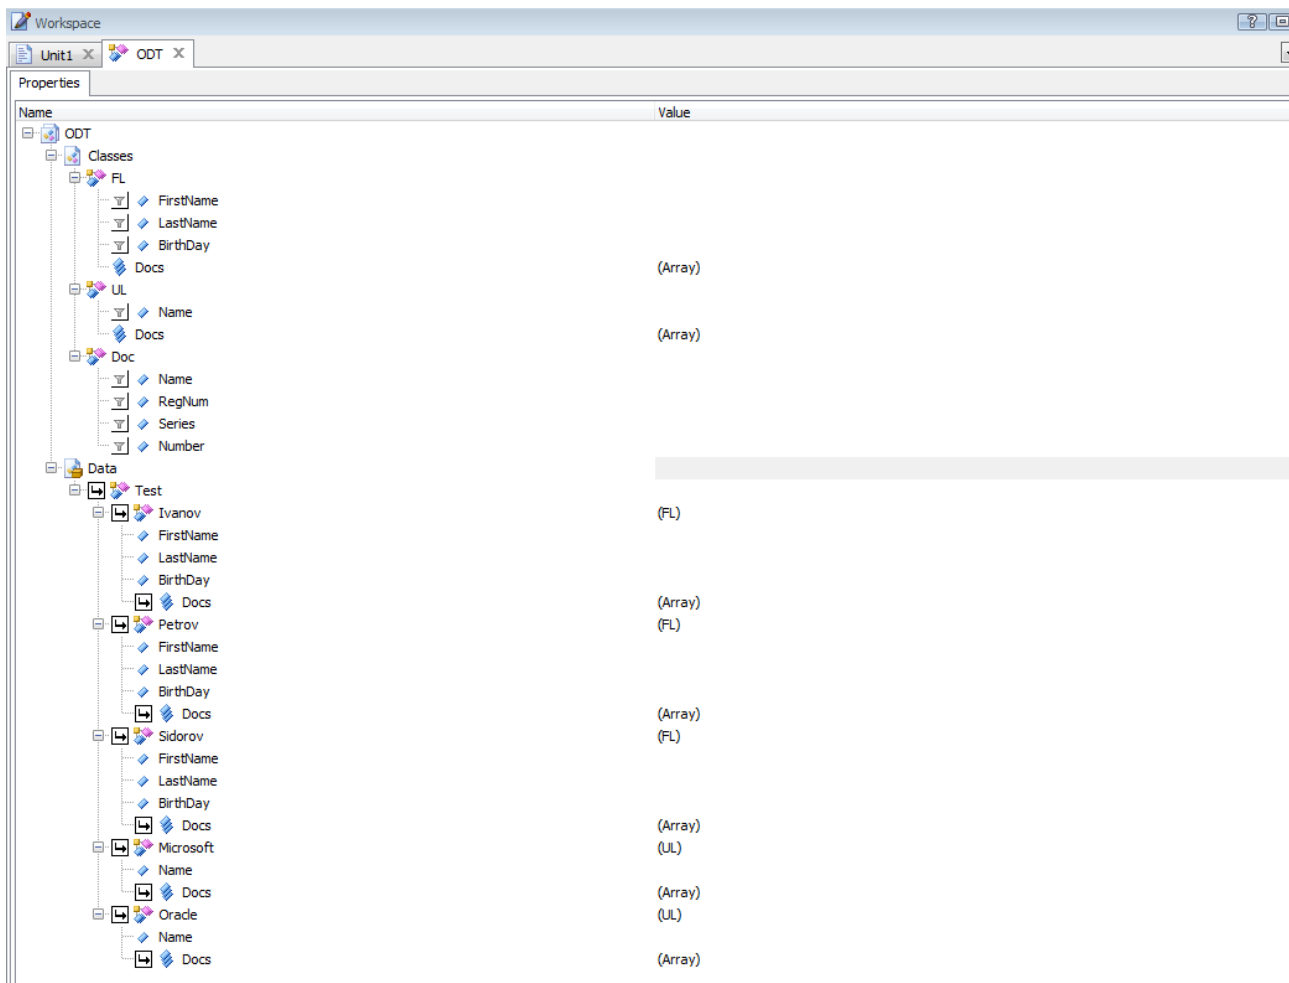 Workspace
Unit1 ODT
Properties
Name Value
ODT
Classes
FL
FirstName
LastName
BirthDay
Docs (Array)
UL
Name
Docs (Array)
Doc
Name
RegNum
Series
Number
Data
Test
Ivanov (FL)
FirstName
LastName
BirthDay
Docs (Array)
Petrov (FL)
FirstName
LastName
BirthDay
Docs (Array)
Sidorov (FL)
FirstName
LastName
BirthDay
Docs (Array)
Microsoft (UL)
Name
Docs (Array)
Oracle (UL)
Name
Docs (Array)